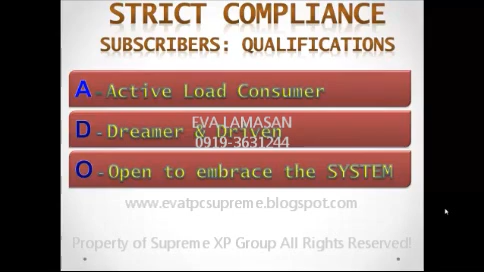 STRICT COMPLIANCE
SUBSCRIBERS: QUALIFICATIONS
A - Active Load Consumer
EVA LAMASAN
D - Dreamer & Driven
0919-3631244
O - Open to embrace the SYSTEM
www.evatpcsupreme.blogspot.com
Property of Supreme XP Group All Rights Reserved!